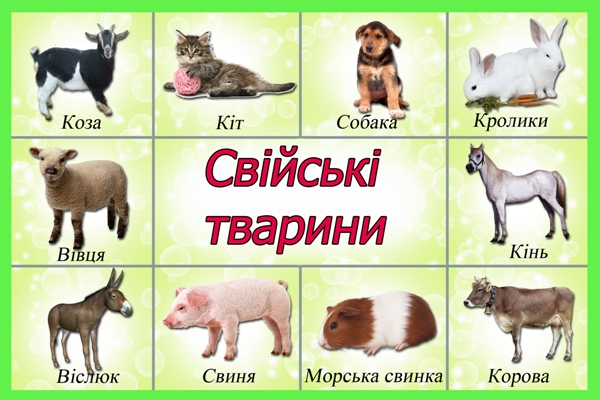 Коза
Кіт
Собака
Кролики
Вівця
Свійські
тварини
Кінь
Віслюк
Свиня
Морська свинка
Корова